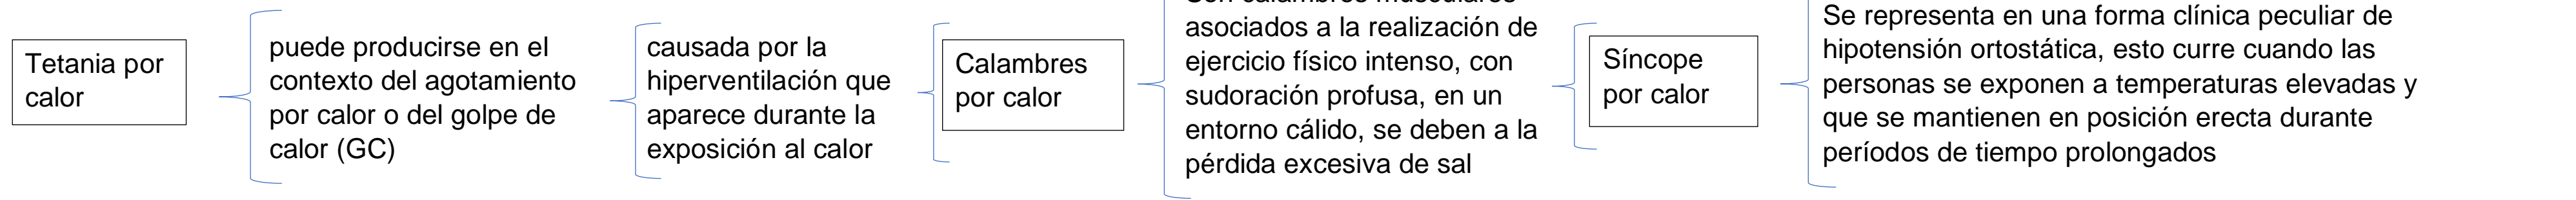 Tetania por
calor
puede producirse en el
contexto del agotamiento
por calor o del golpe de
calor (GC)
causada por la
hiperventilación que
aparece durante la
exposición al calor
Calambres
por calor
Son calambres musculares
asociados a la realización de
ejercicio físico intenso, con
sudoración profusa, en un
entorno cálido, se deben a la
pérdida excesiva de sal
Síncope
por calor
Se representa en una forma clínica peculiar de
hipotensión ortostática, esto curre cuando las
personas se exponen a temperaturas elevadas y
que se mantienen en posición erecta durante
períodos de tiempo prolongados